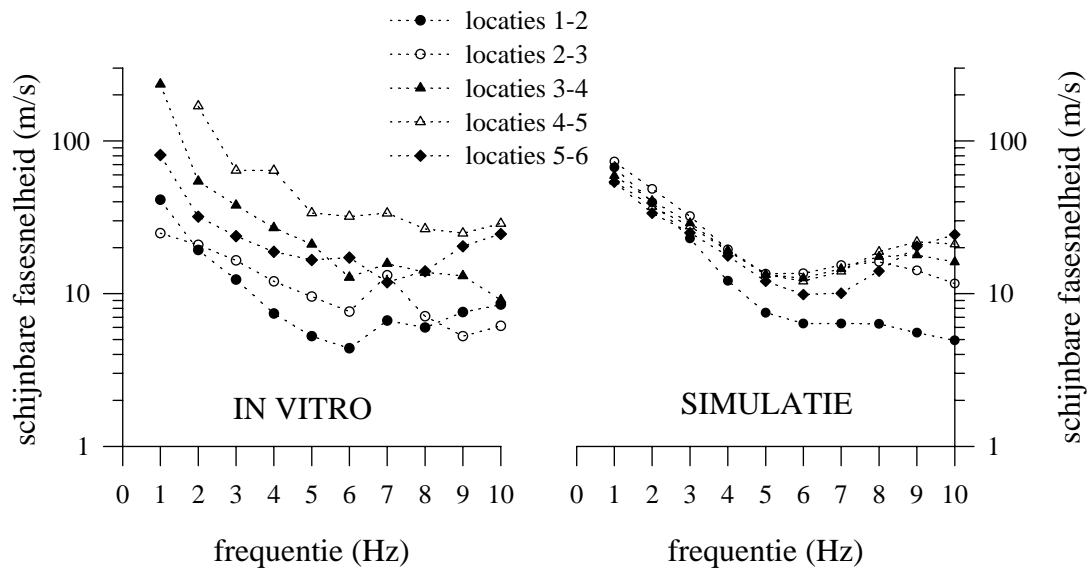 locaties 1-2
locaties 2-3
locaties 3-4
locaties 4-5
locaties 5-6
schijnbare fasesnelheid (m/s)
100
10
1
IN VITRO
0 1 2 3 4 5 6 7 8 9 10
frequentie (Hz)
SIMULATIE
0 1 2 3 4 5 6 7 8 9 10
frequentie (Hz)
100
10
1
schijnbare fasesnelheid (m/s)